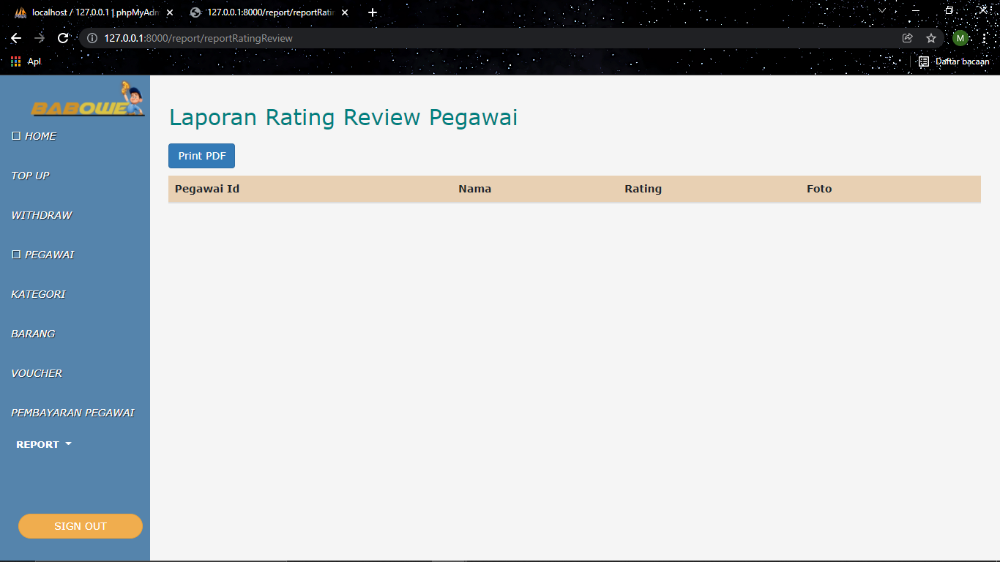 localhost / 127.0.0.1 | phpMyAdm
127.0.0.1:8000/report/reportRatin
127.0.0.1:8000/report/reportRatingReview
M
Apl
Daftar bacaan
BABOWE
HOME
TOP UP
WITHDRAW
PEGAWAI
KATEGORI
BARANG
VOUCHER
PEMBAYARAN PEGAWAI
REPORT
SIGN OUT
Laporan Rating Review Pegawai
Print PDF
Pegawai Id Nama Rating Foto